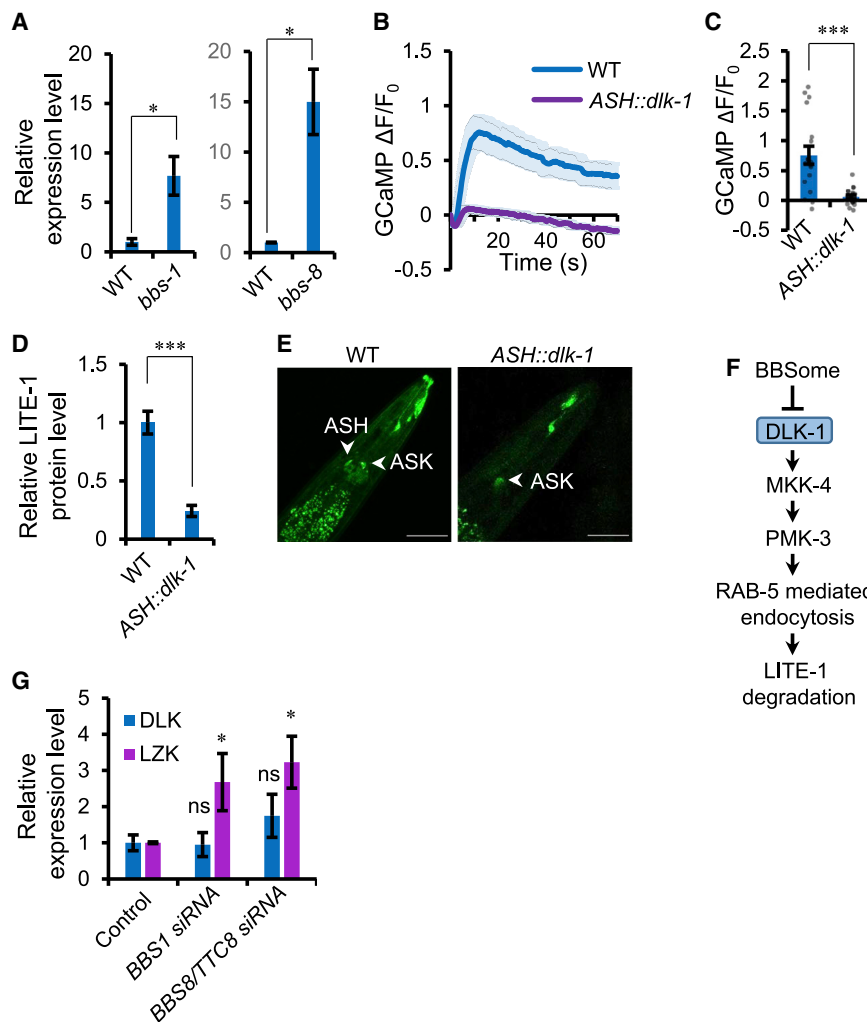 A
Relative
expression level
20
15
10
5
0
*
WT
bbs-1
20
15
10
5
0
*
WT
bbs-8
B
GCaMP ΔF/F0
1.5
1
0.5
0
-0.5
WT
ASH::dlk-1
20 40 60
Time (s)
C
***
GCaMP ΔF/F0
2.5
2
1.5
1
0.5
0
-0.5
WT
ASH::dlk-1
D
***
Relative LITE-1
protein level
1.5
1
0.5
0
WT
ASH::dlk-1
E
WT
ASH::dlk-1
ASH
ASK
ASK
F
BBSome
DLK-1
MKK-4
PMK-3
RAB-5 mediated
endocytosis
LITE-1
degradation
G
Relative
expression level
5
4
3
2
1
0
DLK
LZK
ns
*
ns
*
Control
BBS1 siRNA
BBS8/TTC8 siRNA